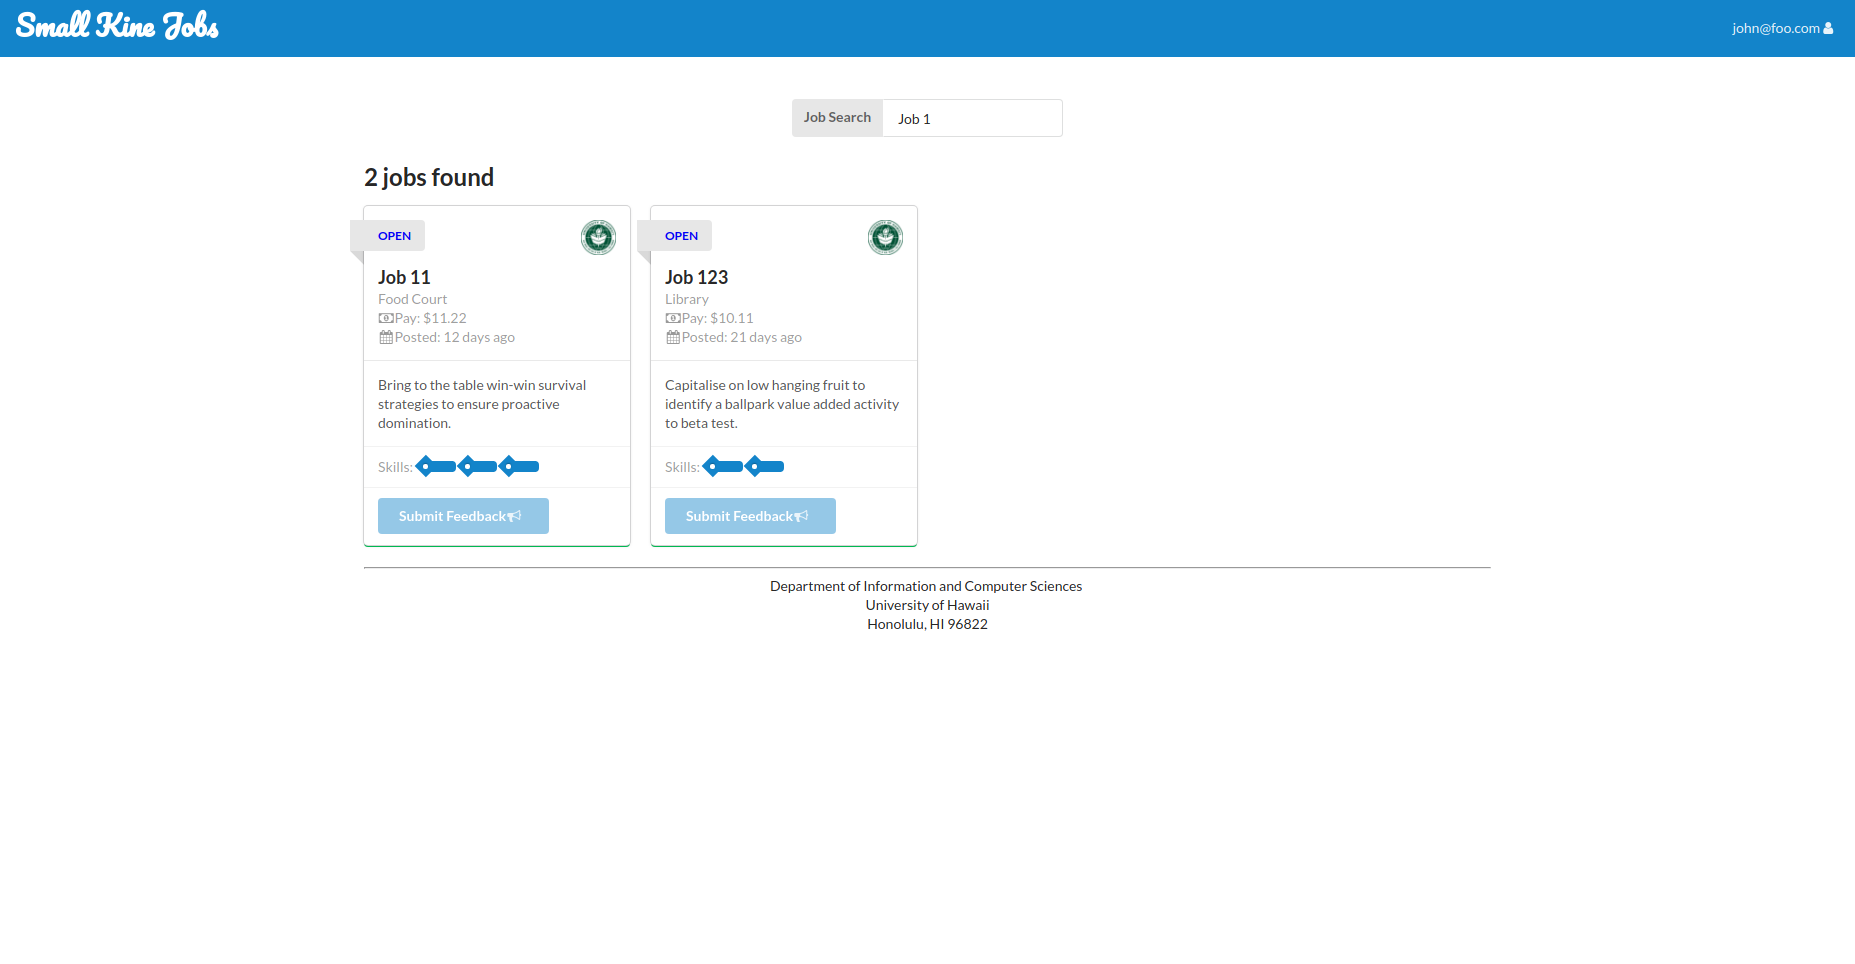 Small Kine Jobs
john@foo.com
Job Search
Job 1
2 jobs found
OPEN
Job 11
Food Court
Pay: $11.22
Posted: 12 days ago
Bring to the table win-win survival
strategies to ensure proactive
domination.
Skills:
Submit Feedback
OPEN
Job 123
Library
Pay: $10.11
Posted: 21 days ago
Capitalise on low hanging fruit to
identify a ballpark value added activity
to beta test.
Skills:
Submit Feedback
Department of Information and Computer Sciences
University of Hawaii
Honolulu, HI 96822